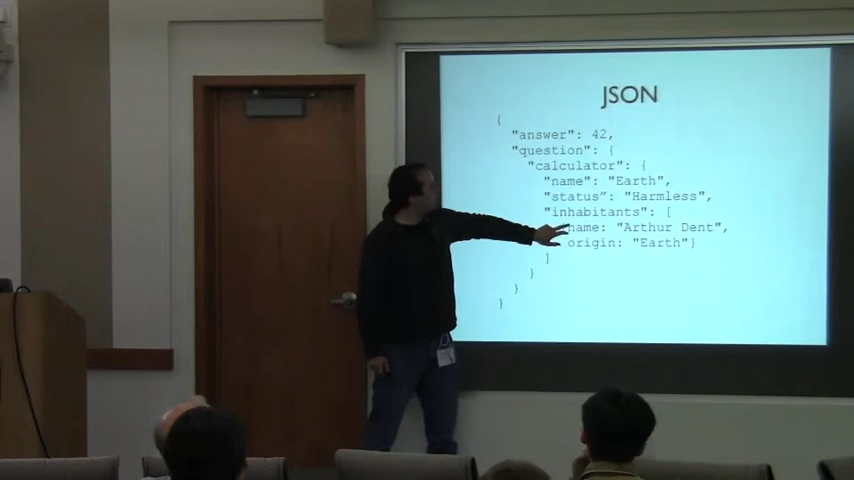 JSON
{
"answer": 42,
"question": {
"calculator": {
"name": "Earth",
"status": "Harmless",
"inhabitants": [
name: "Arthur Dent",
origin: "Earth"}
]
}
}
}